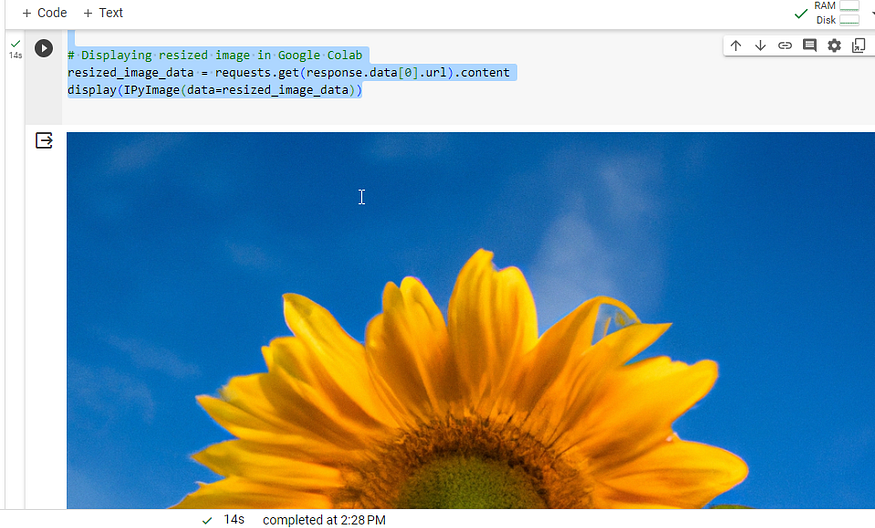 + Code + Text
RAM
Disk
14s
# Displaying resized image in Google Colab
resized_image_data = requests.get(response.data[0].url).content
display(IPyImage(data=resized_image_data))
14s completed at 2:28 PM